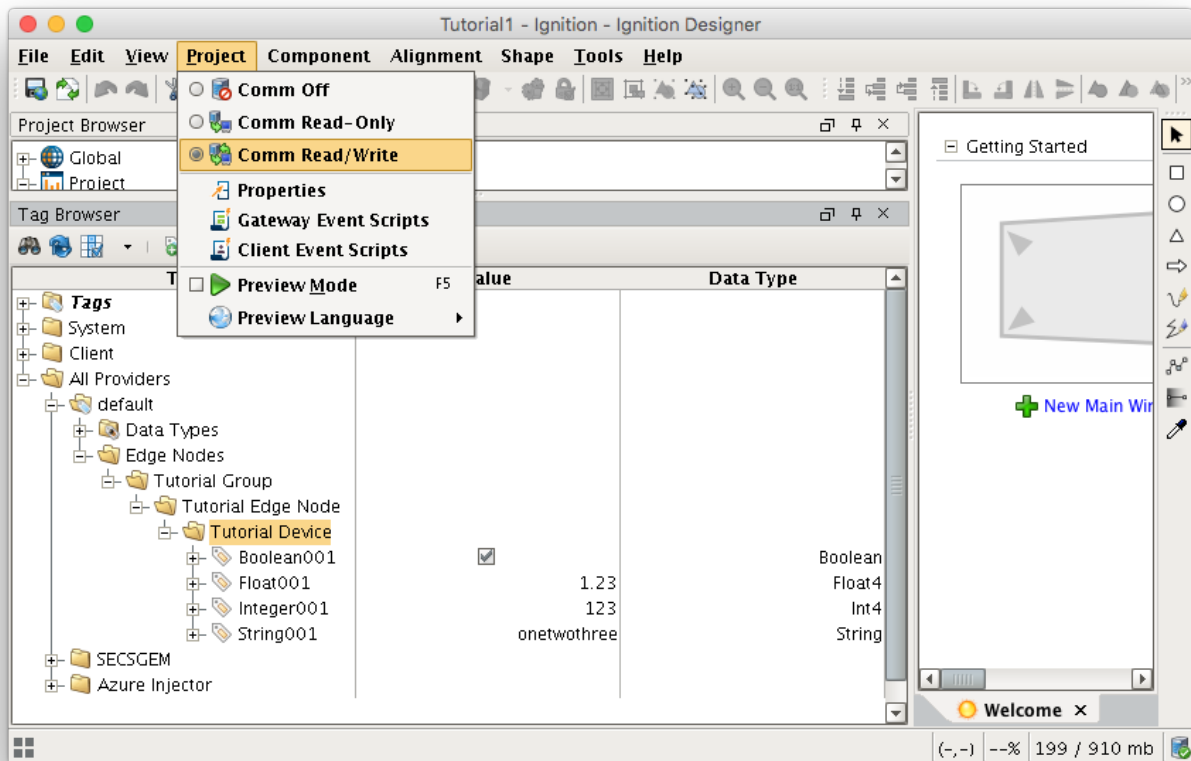 Tutorial1 - Ignition - Ignition Designer
File Edit View Project Component Alignment Shape Tools Help
Comm Off
Comm Read-Only
Comm Read/Write
Properties
Gateway Event Scripts
Client Event Scripts
Preview Mode F5
Preview Language
Project Browser
Global
Project
Tag Browser
T alue Data Type
Tags
System
Client
All Providers
default
Data Types
Edge Nodes
Tutorial Group
Tutorial Edge Node
Tutorial Device
Boolean001 Boolean
Float001 1.23 Float4
Integer001 123 Int4
String001 onetwothree String
SECSGEM
Azure Injector
Getting Started
New Main Wir
Welcome
(-,-) --% 199 / 910 mb